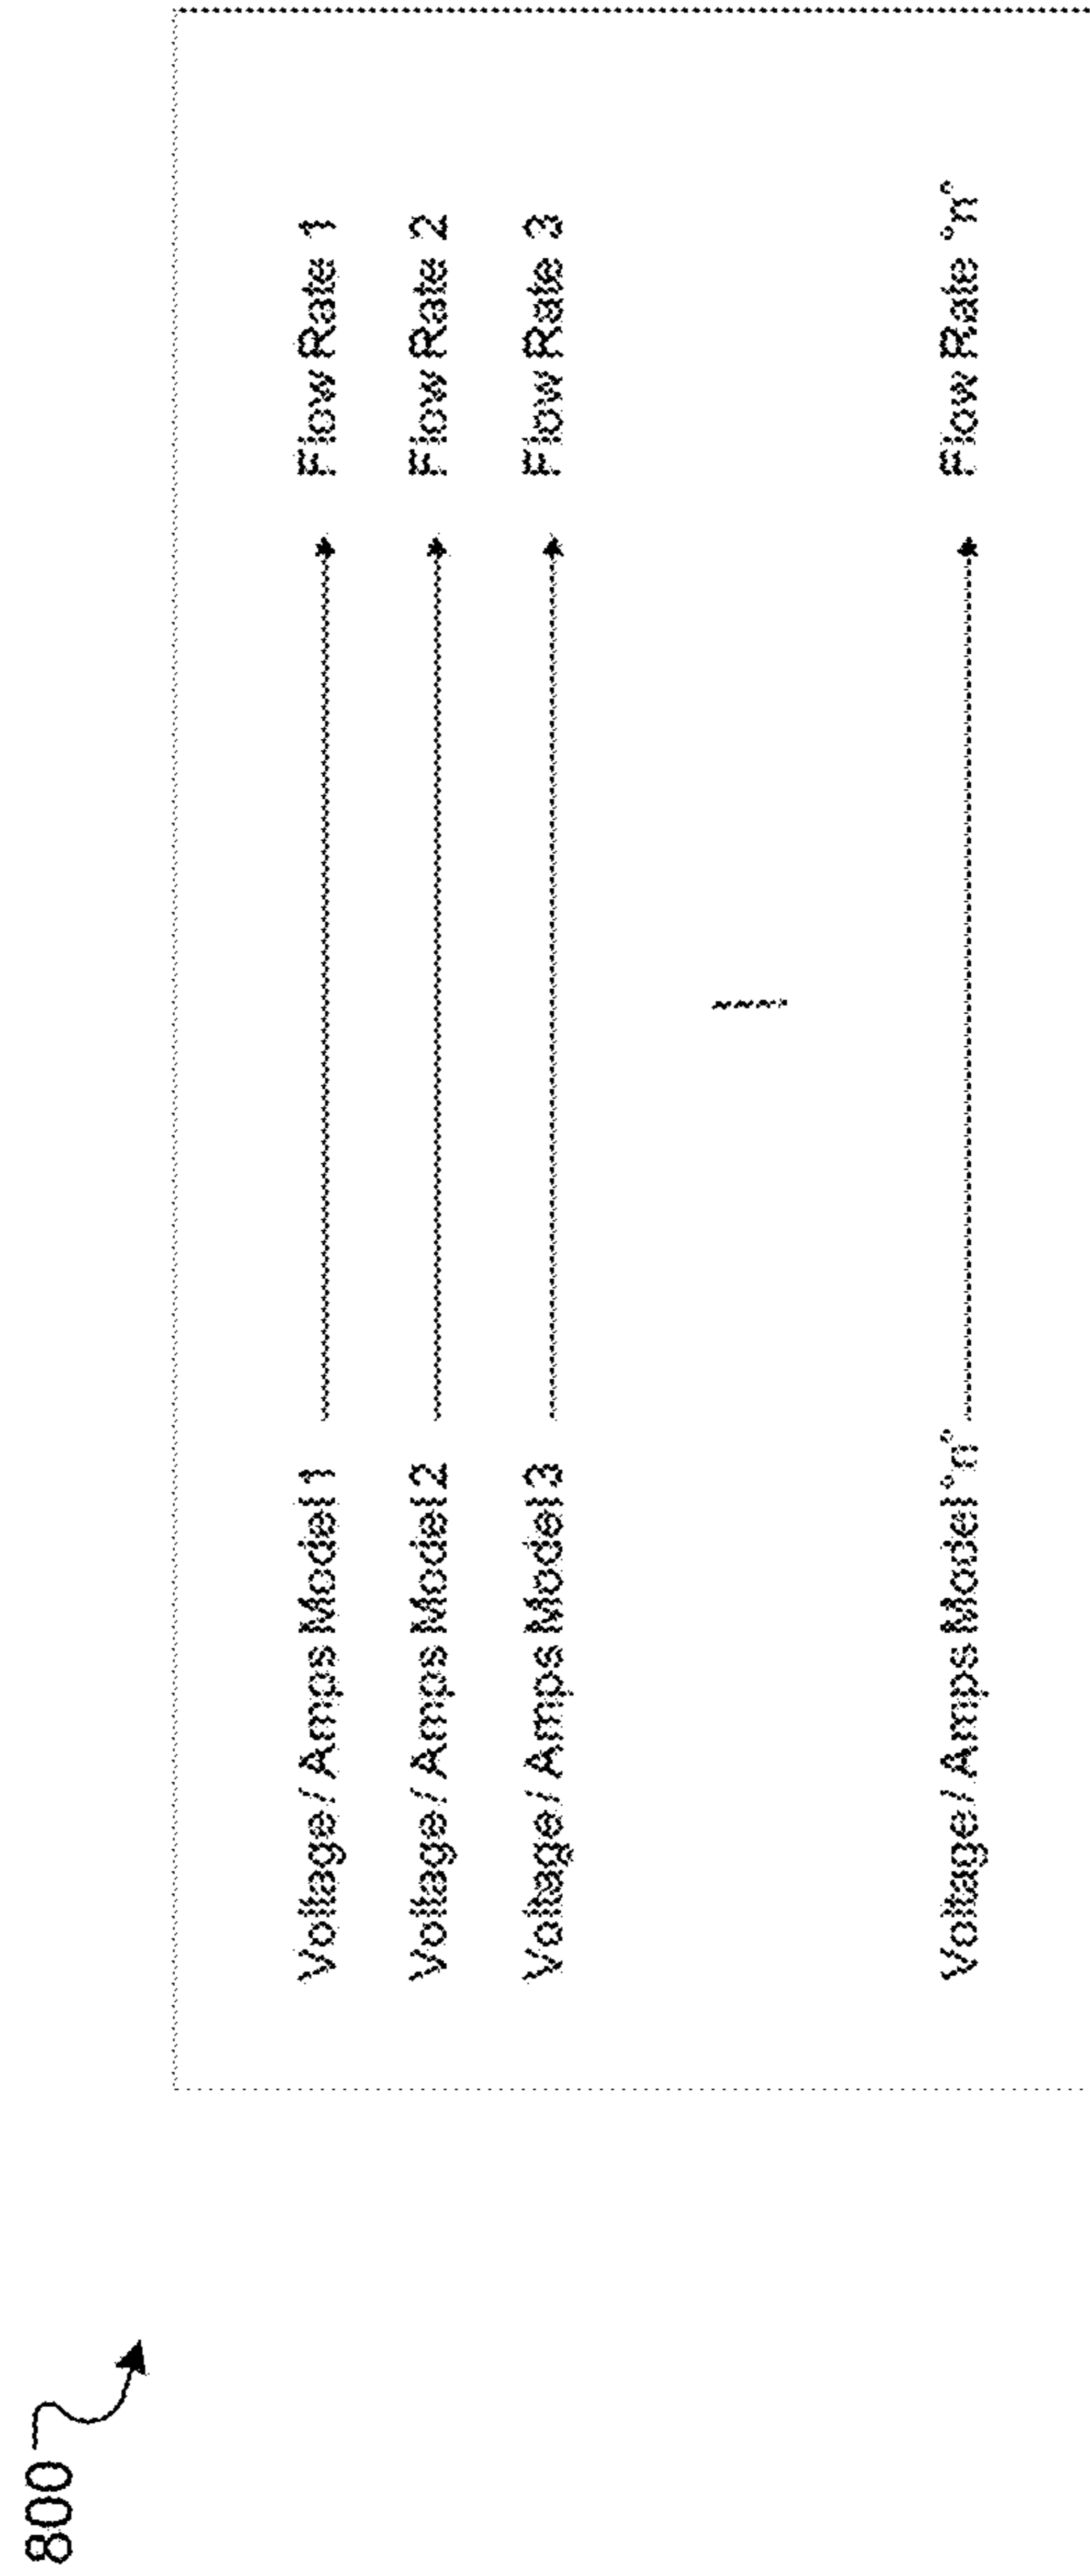 800
Voltage / Amps Model 1 Flow Rate 1
Voltage / Amps Model 2 Flow Rate 2
Voltage / Amps Model 3 Flow Rate 3
Voltage / Amps Model "n" Flow Rate "n"